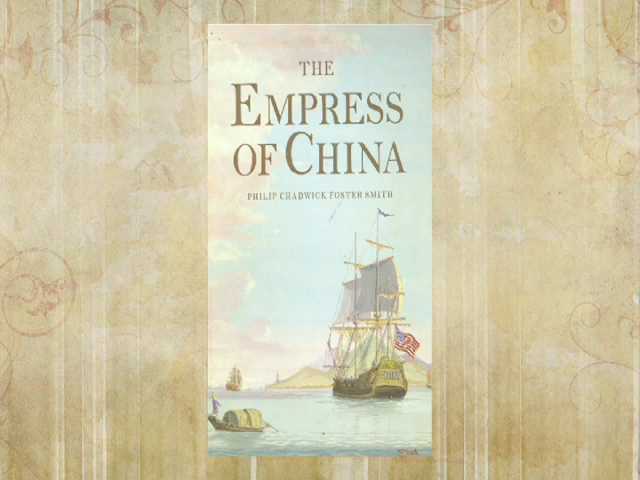 THE
EMPRESS
OF CHINA
PHILIP CHADWICK FOSTER SMITH